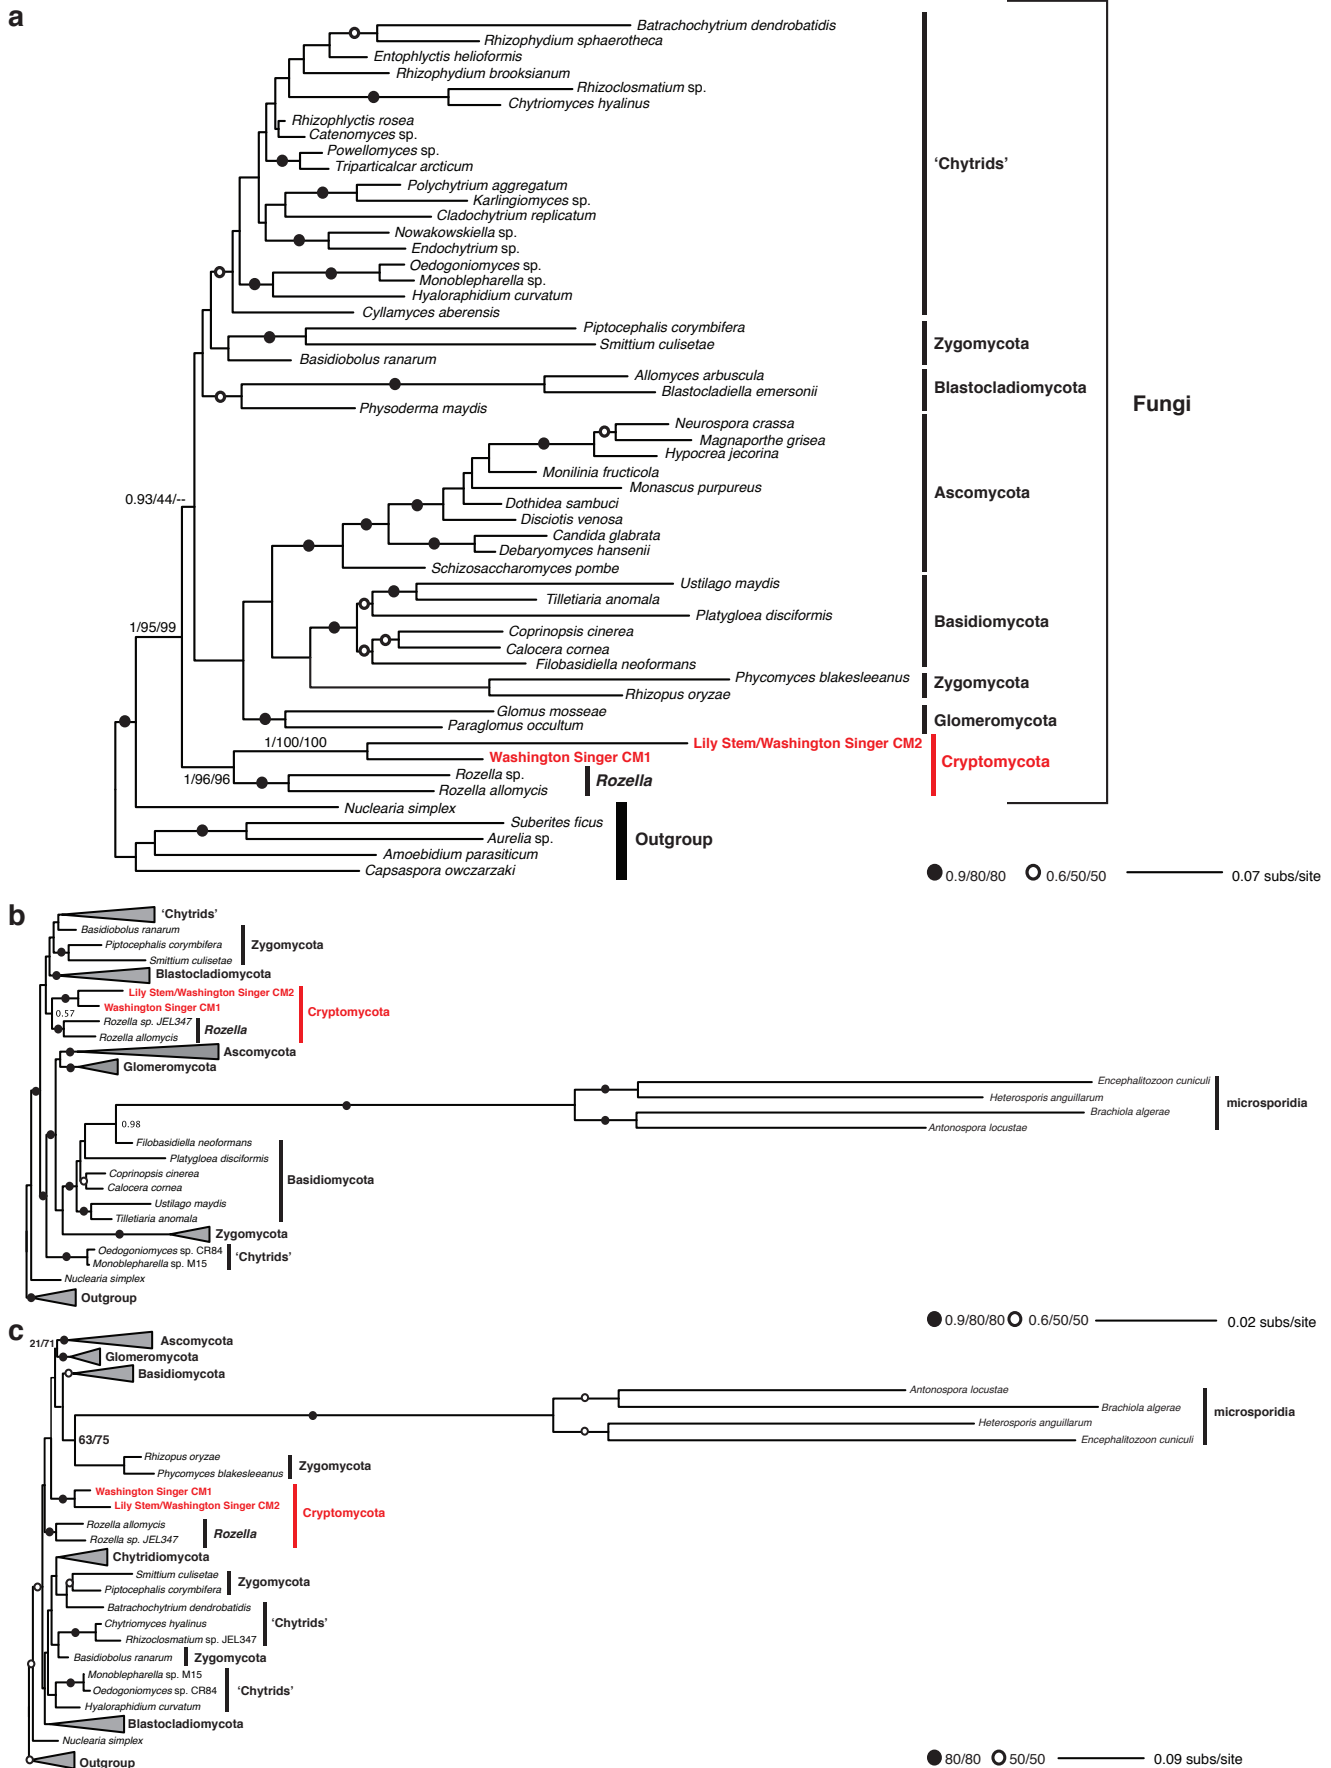 a
Batrachochytrium dendrobatidis
Rhizophydium sphaerotheca
Entophlyctis helioformis
Rhizophydium brooksianum
Rhizoclosmatium sp.
Chytriomyces hyalinus
Rhizophlyctis rosea
Catenomyces sp.
Powellomyces sp.
Triparticalcar arcticum
'Chytrids'
Polychytrium aggregatum
Karlingiomyces sp.
Cladochytrium replicatum
Nowakowskiella sp.
Endochytrium sp.
Oedogoniomyces sp.
Monoblepharella sp.
Hyaloraphidium curvatum
Cyllamyces aberensis
Piptocephalis corymbifera
Smittium culisetae
Zygomycota
Basidiobolus ranarum
Allomyces arbuscula
Blastocladiella emersonii
Blastocladiomycota
Physoderma maydis
Fungi
Neurospora crassa
Magnaporthe grisea
Hypocrea jecorina
Monilinia fructicola
Monascus purpureus
Ascomycota
0.93/44/--
Dothidea sambuci
Disciotis venosa
Candida glabrata
Debaryomyces hansenii
Schizosaccharomyces pombe
Ustilago maydis
Tilletiaria anomala
Platygloea disciformis
Basidiomycota
1/95/99
Coprinopsis cinerea
Calocera cornea
Filobasidiella neoformans
Phycomyces blakesleeanus
Zygomycota
Rhizopus oryzae
Glomus mosseae
Glomeromycota
Paraglomus occultum
1/100/100
Lily Stem/Washington Singer CM2
Washington Singer CM1
Cryptomycota
1/96/96
Rozella sp.
Rozella
Rozella allomycis
Nuclearia simplex
Suberites ficus
Aurelia sp.
Outgroup
Amoebidium parasiticum
Capsaspora owczarzaki
0.9/80/80
0.6/50/50
0.07 subs/site
b
'Chytrids'
Basidiobolus ranarum
Piptocephalis corymbifera
Zygomycota
Smittium culisetae
Blastocladiomycota
Lily Stem/Washington Singer CM2
Washington Singer CM1
0.57
Cryptomycota
Rozella sp. JEL347
Rozella
Rozella allomycis
Ascomycota
Glomeromycota
Encephalitozoon cuniculi
Heterosporis anguillarum
microsporidia
Brachiola algerae
Antonospora locustae
0.98
Filobasidiella neoformans
Platygloea disciformis
Coprinopsis cinerea
Basidiomycota
Calocera cornea
Ustilago maydis
Tilletiaria anomala
Zygomycota
Oedogoniomyces sp. CR84
'Chytrids'
Monoblepharella sp. M15
Nuclearia simplex
Outgroup
0.9/80/80
0.6/50/50
0.02 subs/site
c
21/71
Ascomycota
Glomeromycota
Basidiomycota
Antonospora locustae
Brachiola algerae
microsporidia
Heterosporis anguillarum
Encephalitozoon cuniculi
63/75
Rhizopus oryzae
Zygomycota
Phycomyces blakesleeanus
Washington Singer CM1
Lily Stem/Washington Singer CM2
Cryptomycota
Rozella allomycis
Rozella
Rozella sp. JEL347
Chytridiomycota
Smittium culisetae
Zygomycota
Piptocephalis corymbifera
Batrachochytrium dendrobatidis
Chytriomyces hyalinus
'Chytrids'
Rhizoclosmatium sp. JEL347
Basidiobolus ranarum
Zygomycota
Monoblepharella sp. M15
Oedogoniomyces sp. CR84
'Chytrids'
Hyaloraphidium curvatum
Blastocladiomycota
Nuclearia simplex
Outgroup
80/80
50/50
0.09 subs/site